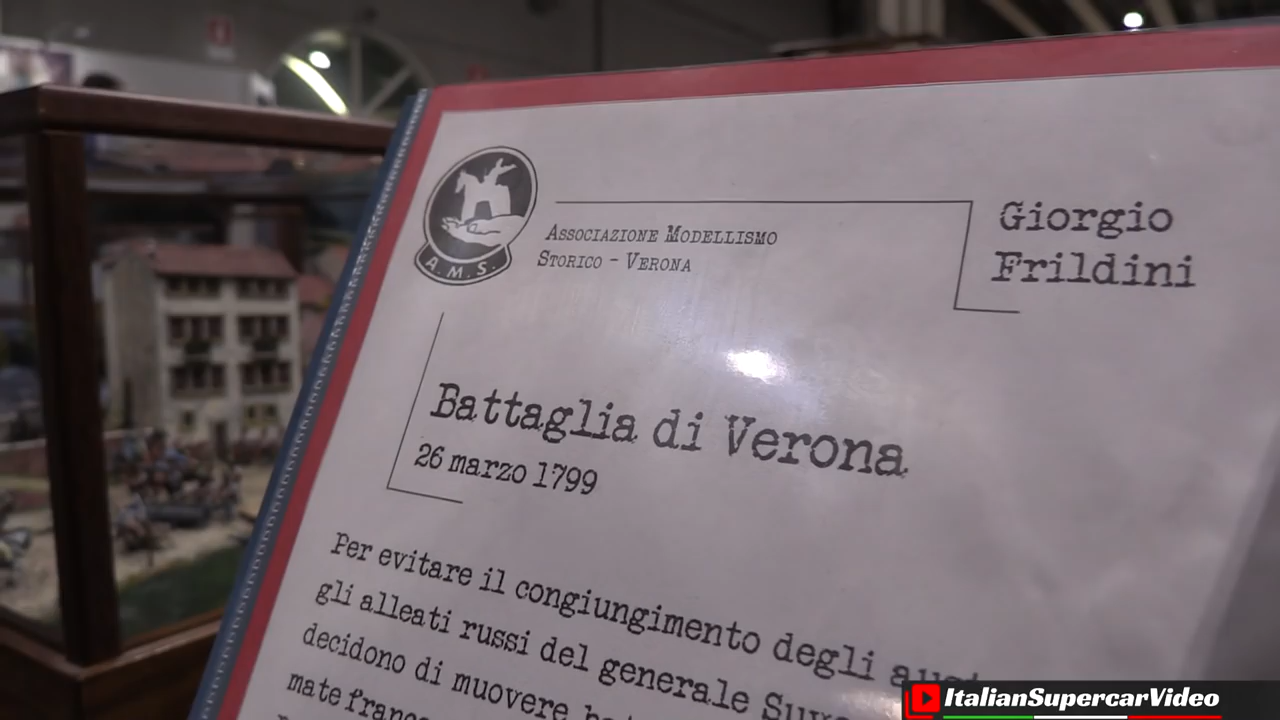 A.M.S.
Associazione Modellismo
Storico - Verona
Giorgio
Frildini
Battaglia di Verona
26 marzo 1799
Per evitare il congiungimento degli
gli alleati russi del generale
decidono di muovere
mate
ItalianSupercarVideo